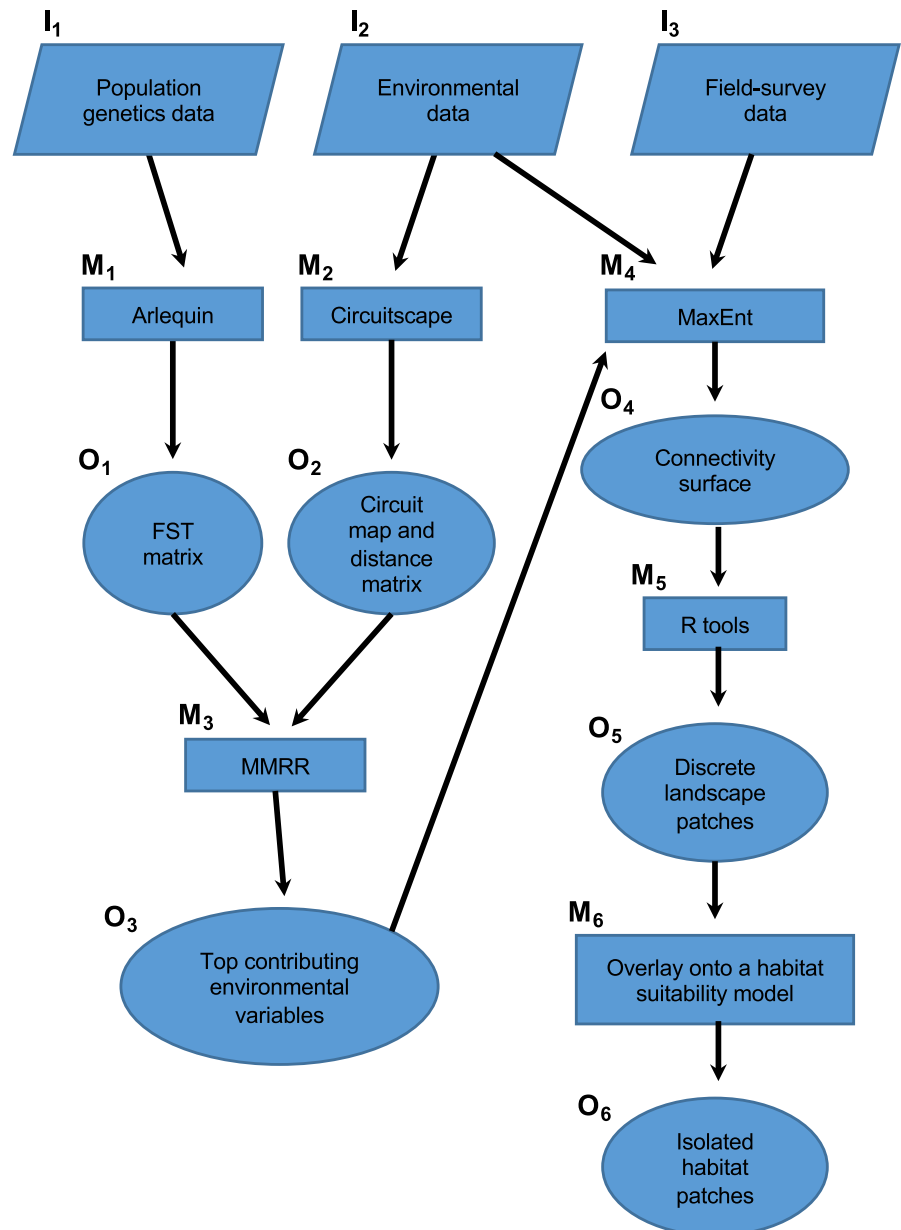 I₁
Population
genetics data
I₂
Environmental
data
I₃
Field-survey
data
M₁
Arlequin
M₂
Circuitscape
M₄
MaxEnt
O₁
FST
matrix
O₂
Circuit
map and
distance
matrix
O₄
Connectivity
surface
M₅
R tools
M₃
MMRR
O₅
Discrete
landscape
patches
O₃
Top contributing
environmental
variables
M₆
Overlay onto a habitat
suitability model
O₆
Isolated
habitat
patches